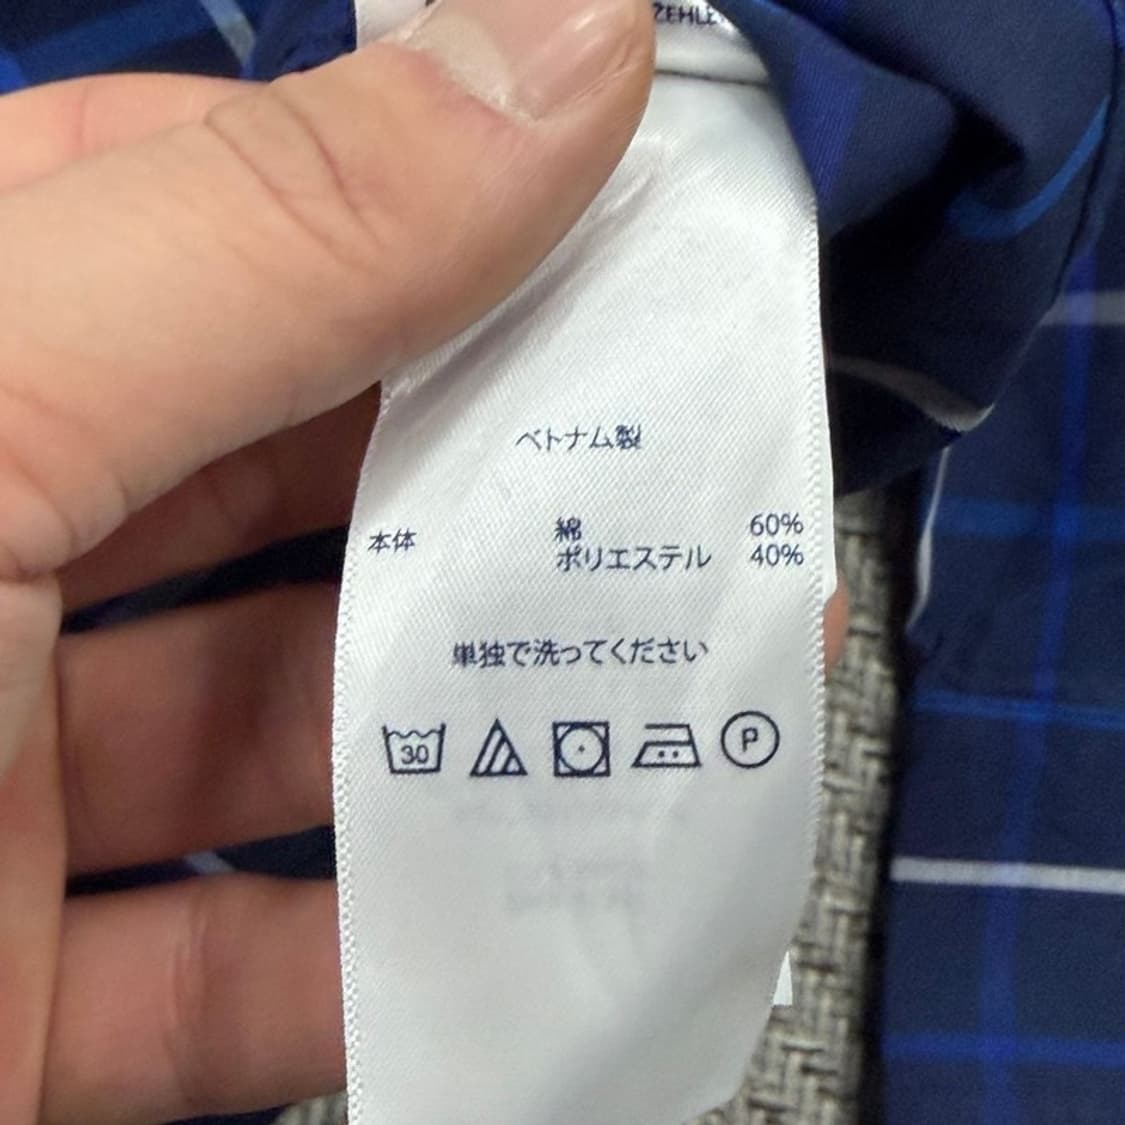 ベトナム製
本体 綿 60%
ポリエステル 40%
単独で洗ってください
30
P